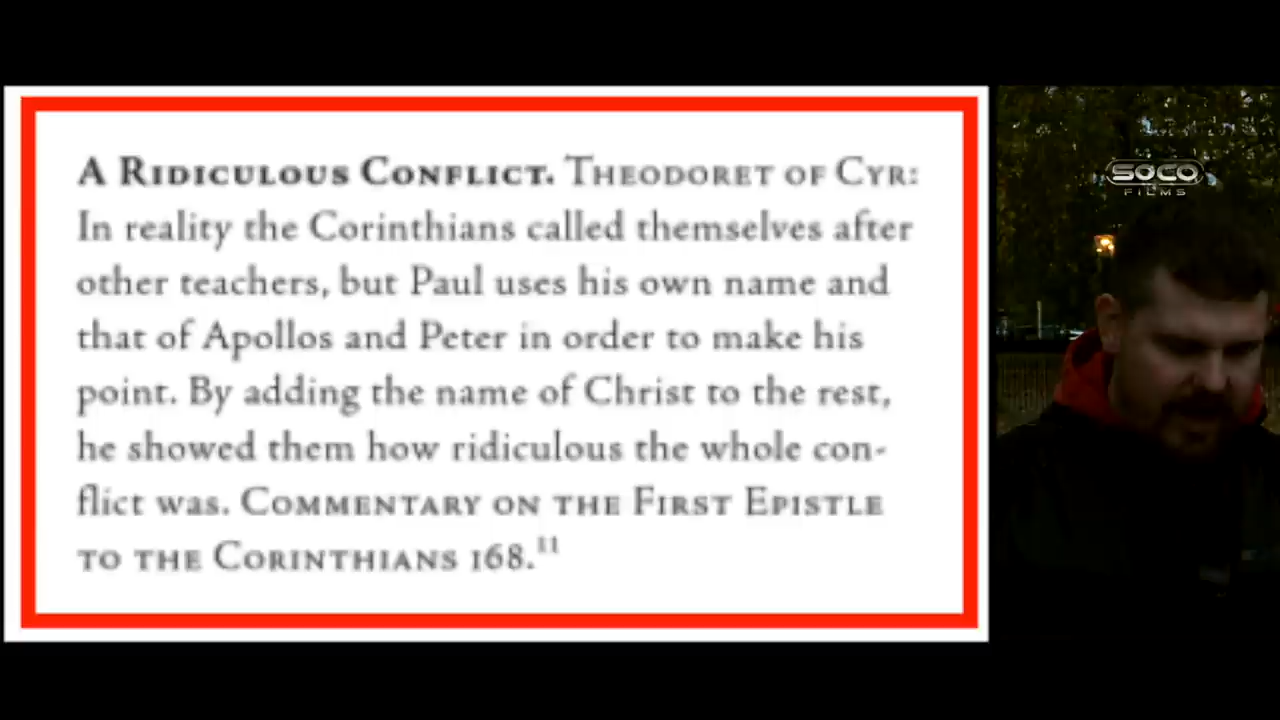 A RIDICULOUS CONFLICT. THEODORET OF CYR:
In reality the Corinthians called themselves after
other teachers, but Paul uses his own name and
that of Apollos and Peter in order to make his
point. By adding the name of Christ to the rest,
he showed them how ridiculous the whole con-
flict was. COMMENTARY ON THE FIRST EPISTLE
TO THE CORINTHIANS 168.11
SOCO
FILMS